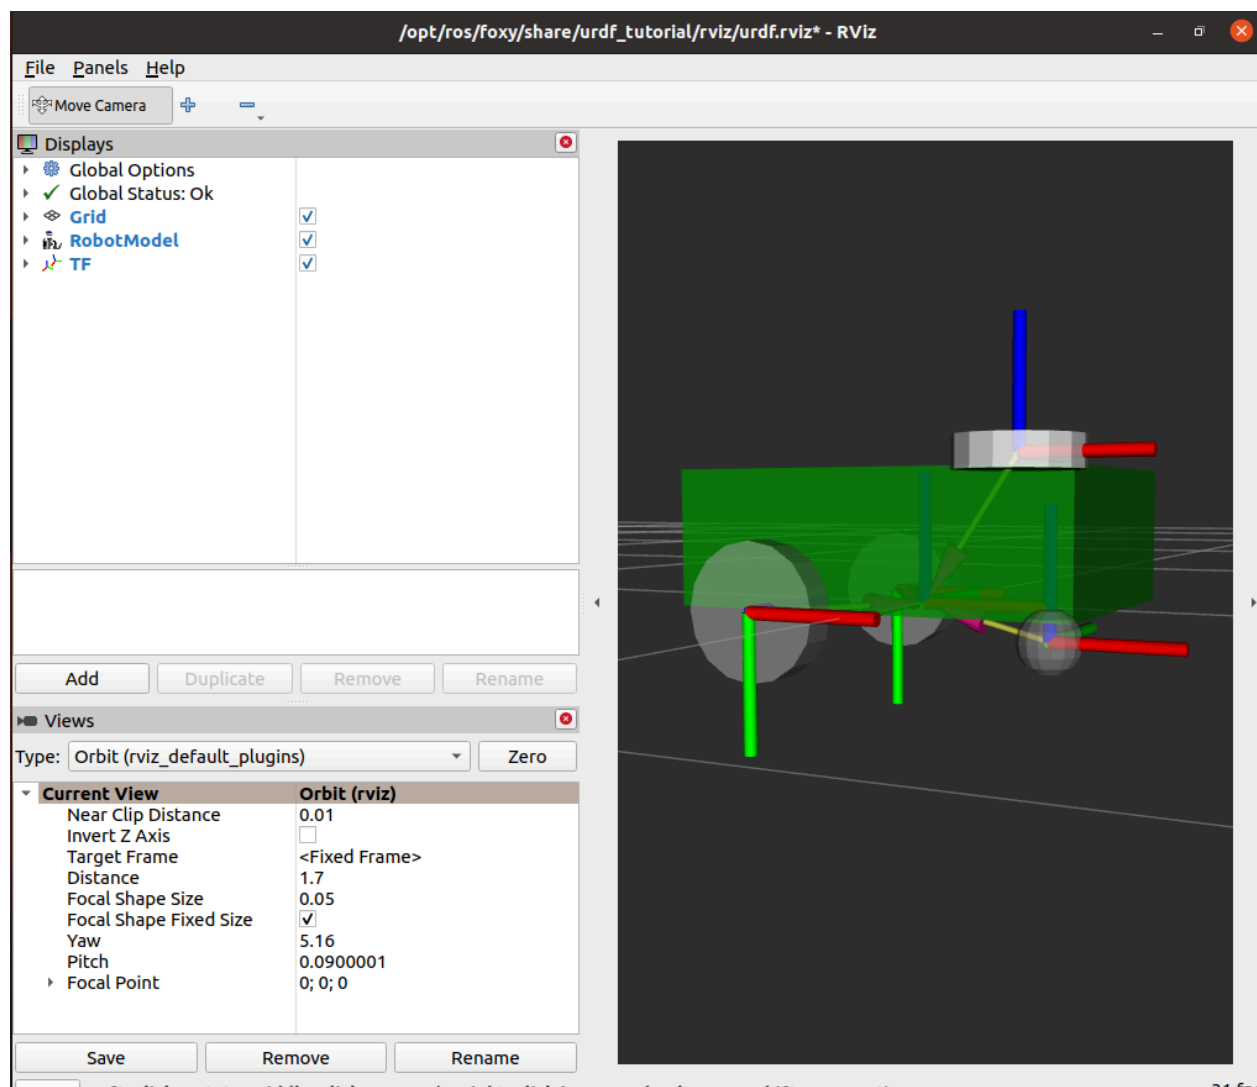 /opt/ros/foxy/share/urdf_tutorial/rviz/urdf.rviz* - RViz
File Panels Help
Move Camera
Displays
Global Options
Global Status: Ok
Grid
RobotModel
TF
Add Duplicate Remove Rename
Views
Type: Orbit (rviz_default_plugins) Zero
Current View Orbit (rviz)
Near Clip Distance 0.01
Invert Z Axis
Target Frame <Fixed Frame>
Distance 1.7
Focal Shape Size 0.05
Focal Shape Fixed Size
Yaw 5.16
Pitch 0.0900001
Focal Point 0; 0; 0
Save Remove Rename